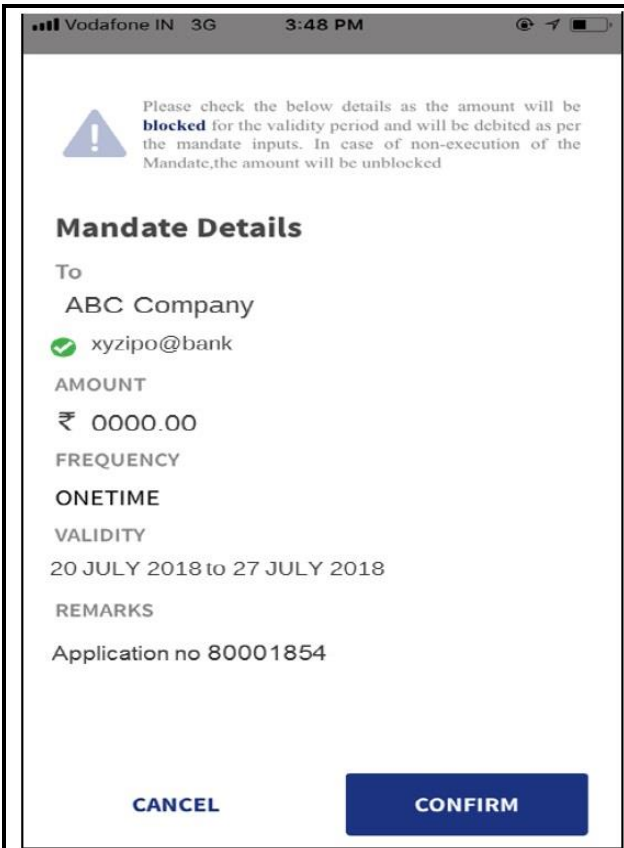 Vodafone IN 3G 3:48 PM
Please check the below details as the amount will be
blocked for the validity period and will be debited as per
the mandate inputs. In case of non-execution of the
Mandate,the amount will be unblocked
Mandate Details
To
ABC Company
xyzipo@bank
AMOUNT
₹ 0000.00
FREQUENCY
ONETIME
VALIDITY
20 JULY 2018 to 27 JULY 2018
REMARKS
Application no 80001854
CANCEL CONFIRM